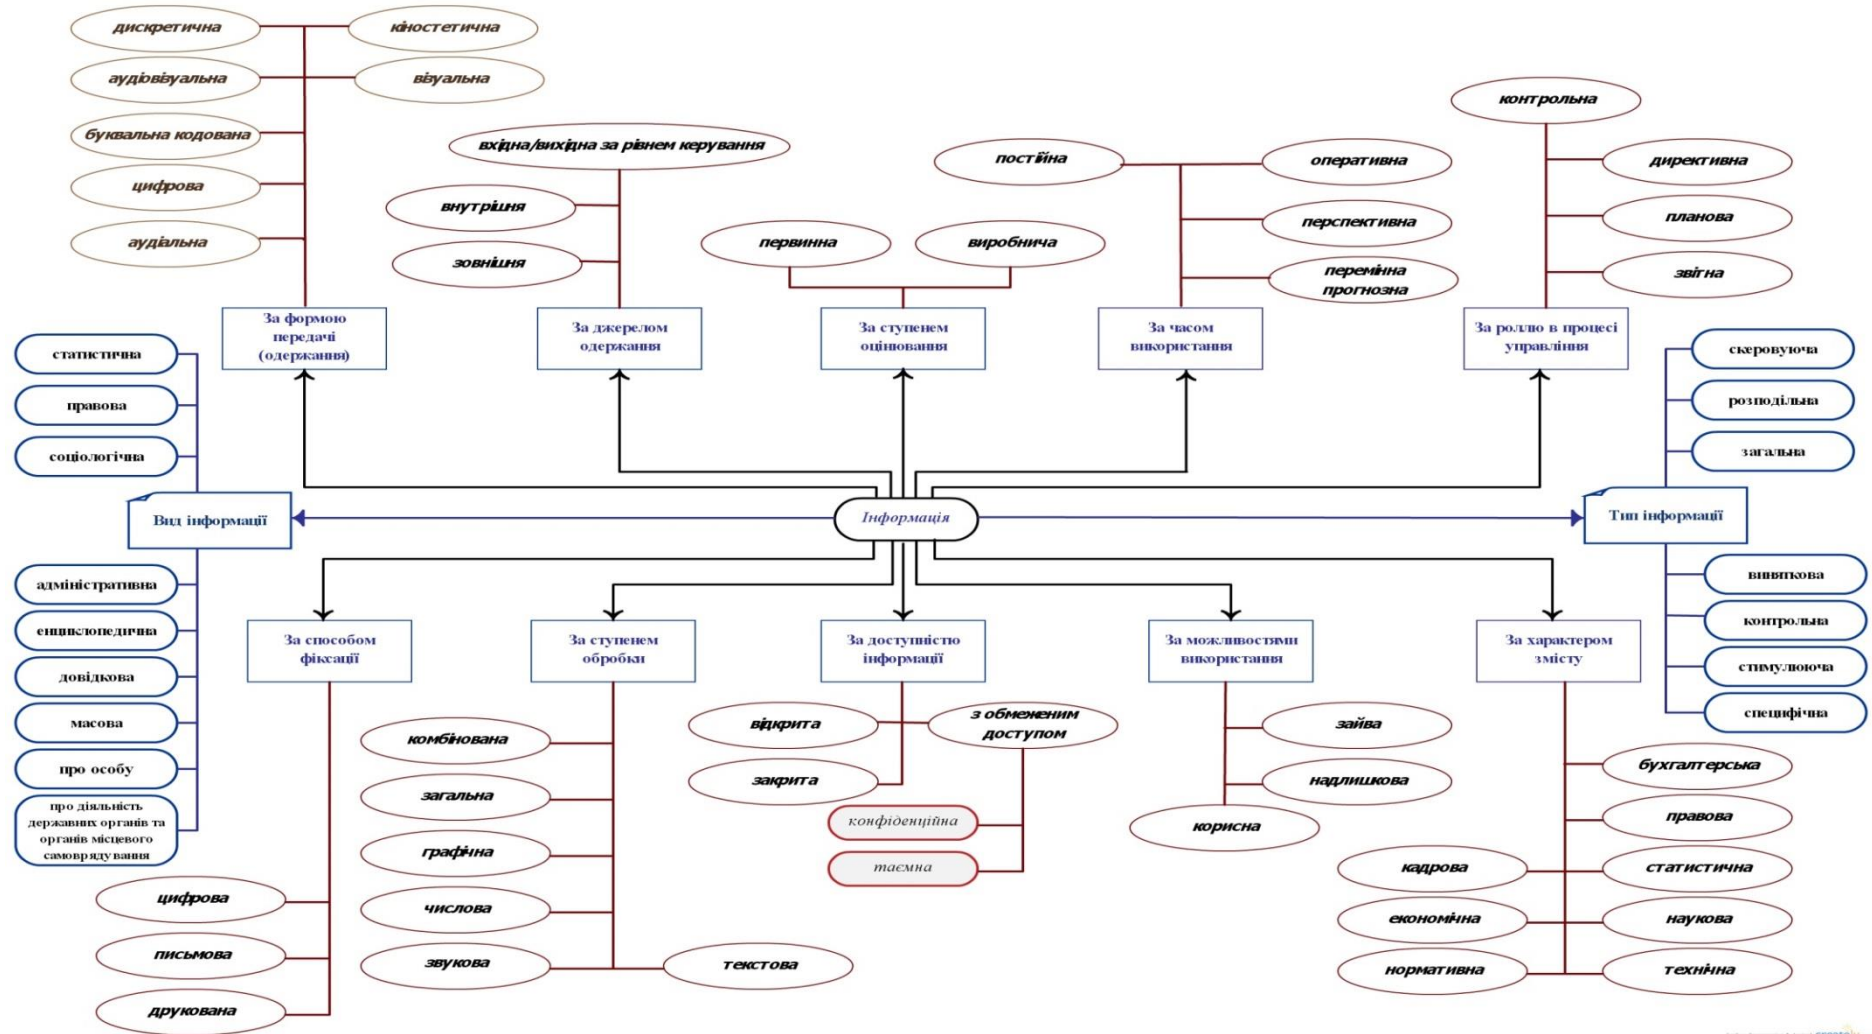 дискретична
кіностетична
аудіовізуальна
візуальна
буквальна кодована
цифрова
аудіальна
вхідна/вихідна за рівнем керування
внутрішня
зовнішня
первинна
виробнича
постійна
оперативна
перспективна
перемінна
прогнозна
контрольна
директивна
планова
звітна
За формою
передачі
(одержання)
За джерелом
одержання
За ступенем
оцінювання
За часом
використання
За роллю в процесі
управління
статистична
правова
соціологічна
Вид інформації
адміністративна
енциклопедична
довідкова
масова
про особу
про діяльність
державних органів та
органів місцевого
самоврядування
Інформація
скеровуюча
розподільна
загальна
Тип інформації
виняткова
контрольна
стимулююча
специфічна
За способом
фіксації
За ступенем
обробки
За доступністю
інформації
За можливостями
використання
За характером
змісту
цифрова
письмова
друкована
комбінована
загальна
графічна
числова
звукова
текстова
відкрита
з обмеженим
доступом
закрита
конфіденційна
таємна
зайва
надлишкова
корисна
бухгалтерська
правова
кадрова
статистична
економічна
наукова
нормативна
технічна